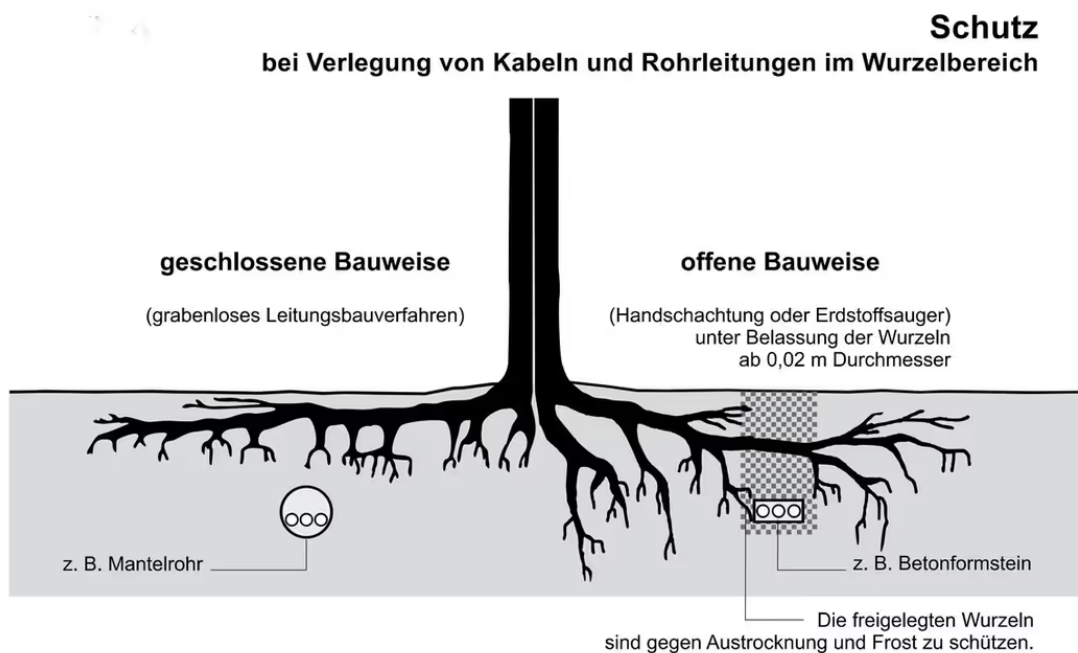 Schutz
bei Verlegung von Kabeln und Rohrleitungen im Wurzelbereich
geschlossene Bauweise
(grabenloses Leitungsbauverfahren)
offene Bauweise
(Handschachtung oder Erdstoffsauger)
unter Belassung der Wurzeln
ab 0,02 m Durchmesser
z. B. Mantelrohr
z. B. Betonformstein
Die freigelegten Wurzeln
sind gegen Austrocknung und Frost zu schützen.